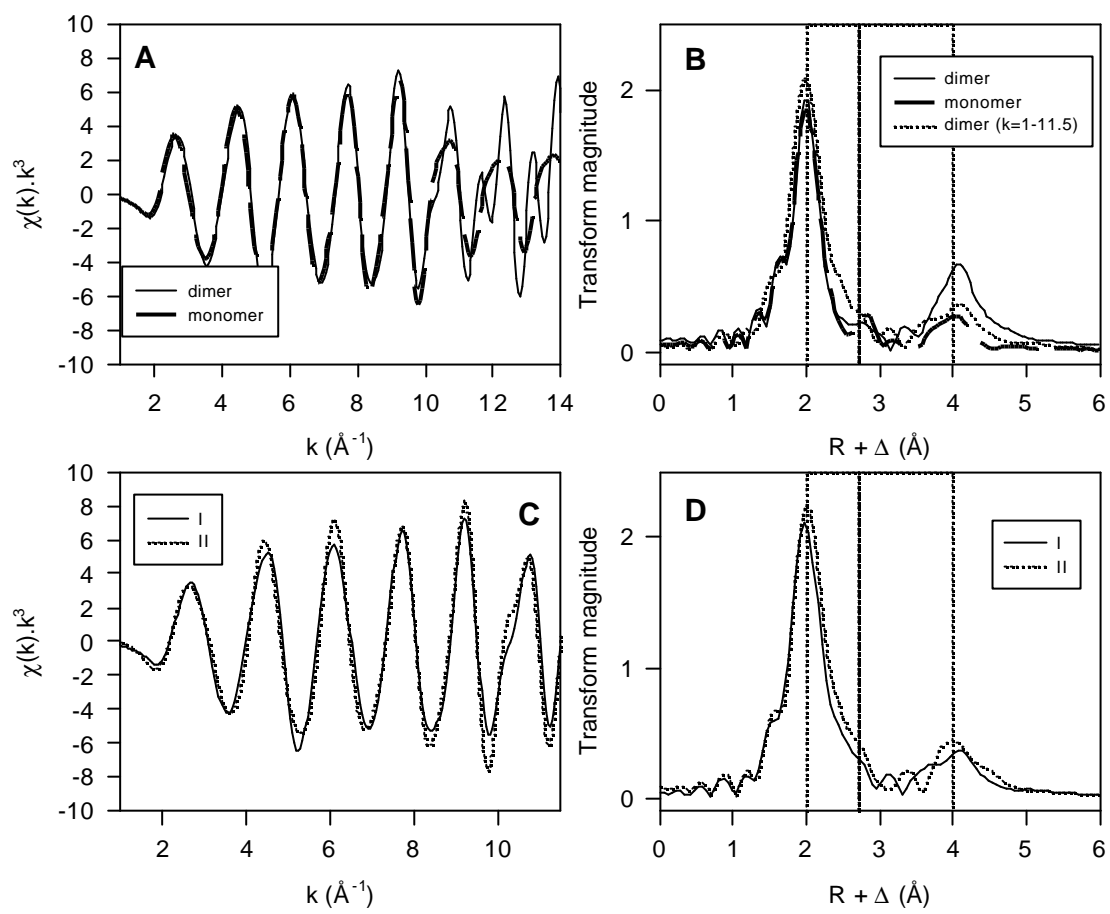 A
χ(k).k³
10
8
6
4
2
0
-2
-4
-6
-8
-10
dimer
monomer
2 4 6 8 10 12 14
k (Å⁻¹)
B
Transform magnitude
2
1
0
dimer
monomer
dimer (k=1-11.5)
0 1 2 3 4 5 6
R + Δ (Å)
C
χ(k).k³
10
8
6
4
2
0
-2
-4
-6
-8
-10
I
II
4 6 8 10
2
k (Å⁻¹)
D
Transform magnitude
2
1
0
I
II
0 1 2 3 4 5 6
R + Δ (Å)